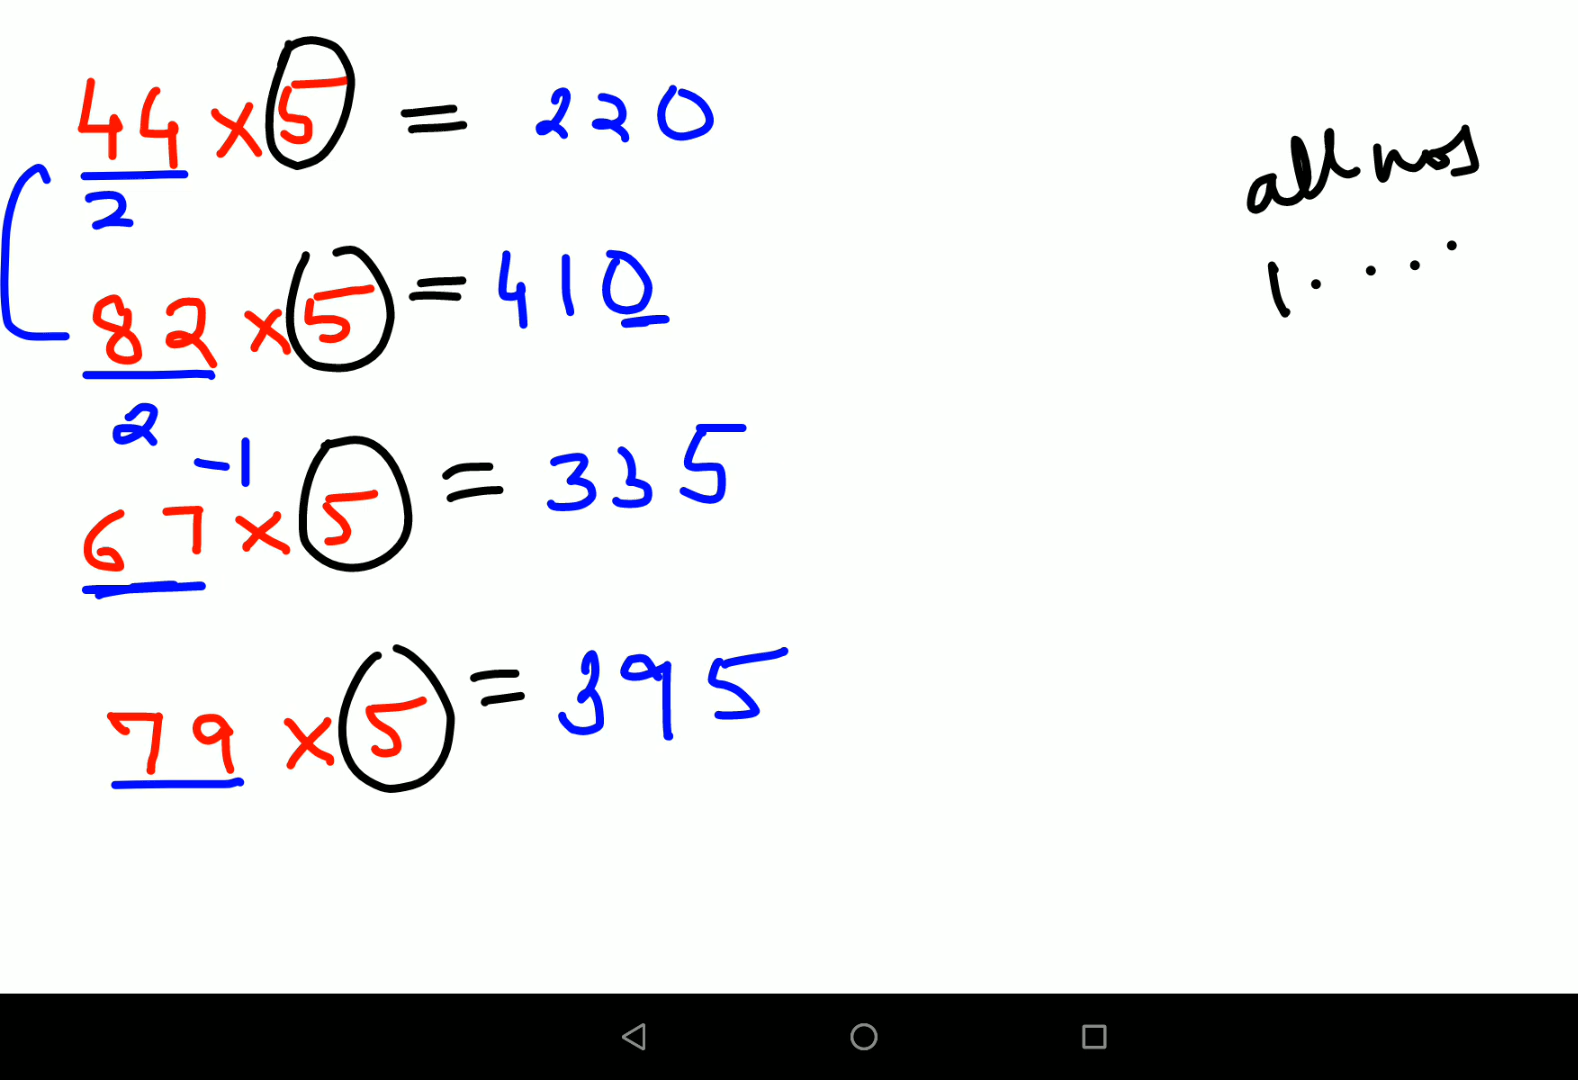 44 × 5 = 220
2
82 × 5 = 410
2
-1
67 × 5 = 335
79 × 5 = 395
all nos
1 . . . .